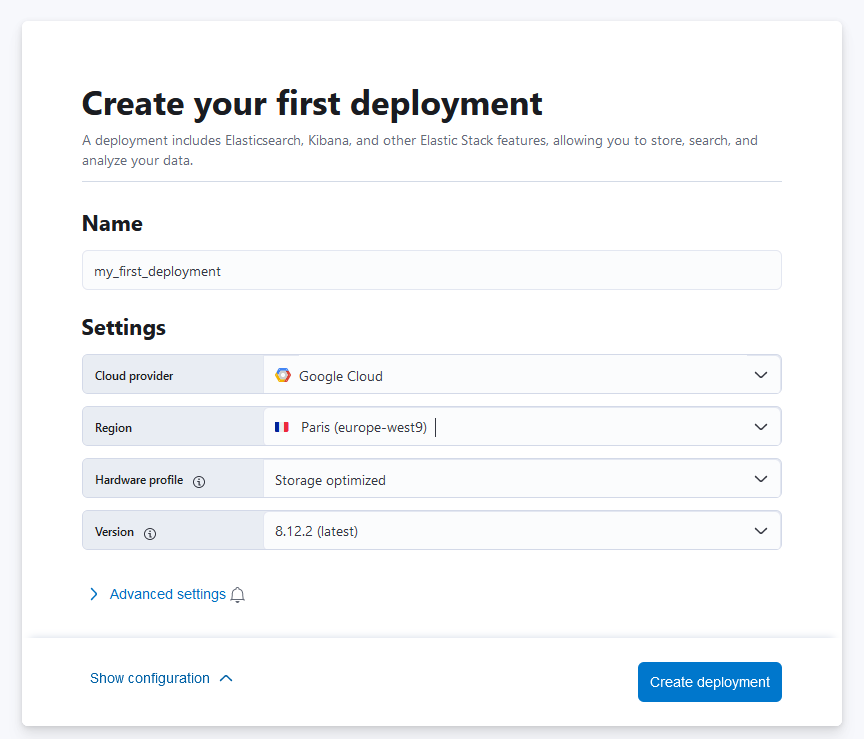 Create your first deployment
A deployment includes Elasticsearch, Kibana, and other Elastic Stack features, allowing you to store, search, and
analyze your data.
Name
my_first_deployment
Settings
Cloud provider Google Cloud
Region Paris (europe-west9)
Hardware profile Storage optimized
Version 8.12.2 (latest)
Advanced settings
Show configuration Create deployment